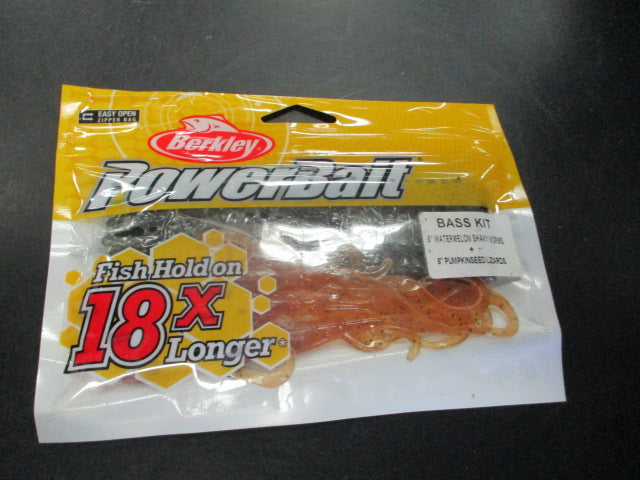 EASY OPEN
ZIPPER BAG
Berkley
PowerBait
BASS KIT
6" WATERMELON SHAKY WORMS
+
6" PUMPKINSEED LIZARDS
Fish Hold on
18X
Longer*